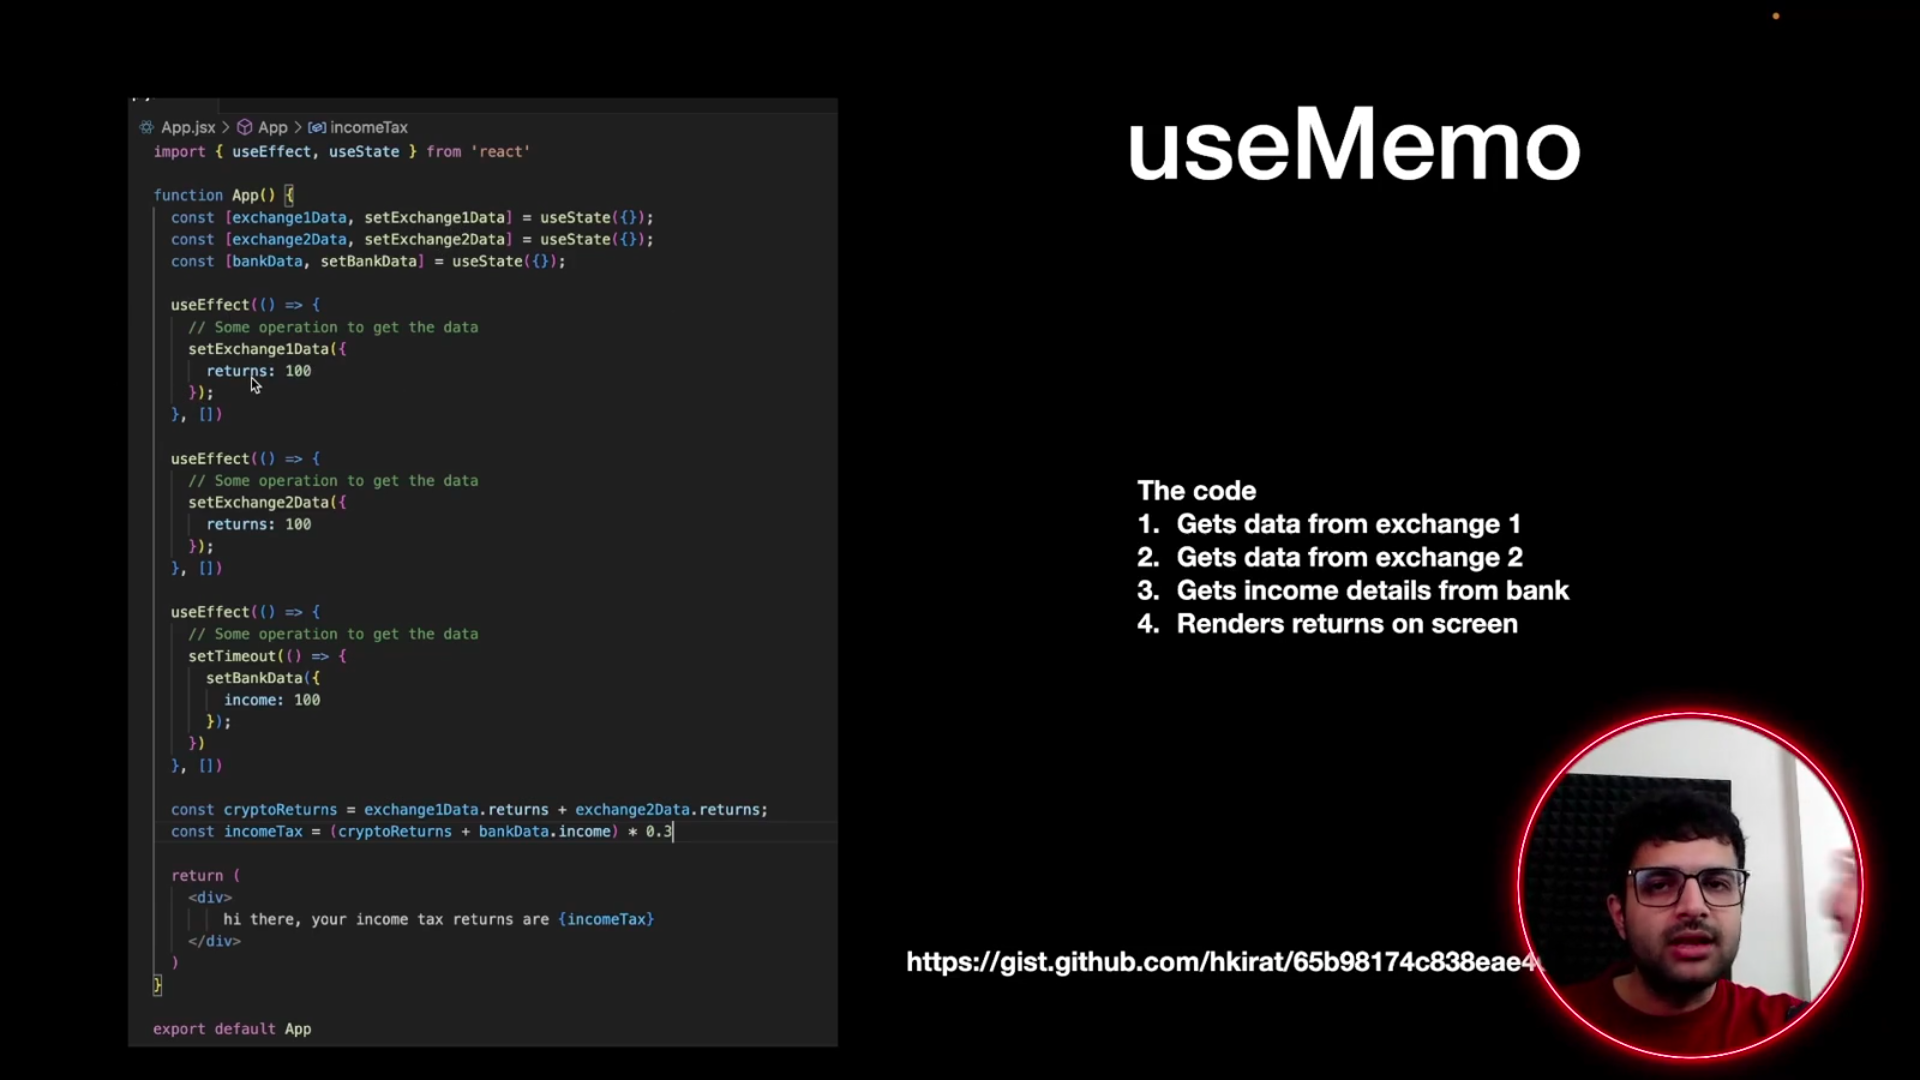 App.jsx > App > incomeTax
import { useEffect, useState } from 'react'
function App() {
const [exchange1Data, setExchange1Data] = useState({});
const [exchange2Data, setExchange2Data] = useState({});
const [bankData, setBankData] = useState({});
useEffect(() => {
// Some operation to get the data
setExchange1Data({
returns: 100
});
}, [])
useEffect(() => {
// Some operation to get the data
setExchange2Data({
returns: 100
});
}, [])
useEffect(() => {
// Some operation to get the data
setTimeout(() => {
setBankData({
income: 100
});
})
}, [])
const cryptoReturns = exchange1Data.returns + exchange2Data.returns;
const incomeTax = (cryptoReturns + bankData.income) * 0.3
return (
<div>
hi there, your income tax returns are {incomeTax}
</div>
)
}
export default App
useMemo
The code
1. Gets data from exchange 1
2. Gets data from exchange 2
3. Gets income details from bank
4. Renders returns on screen
https://gist.github.com/hkirat/65b98174c838eae4